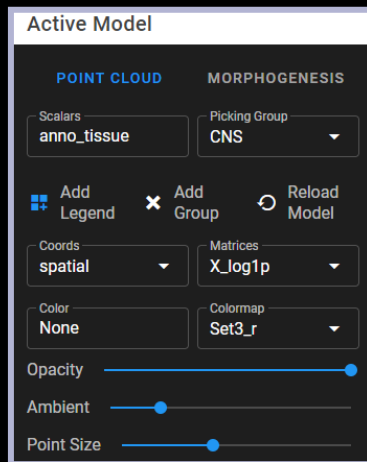 Active Model
POINT CLOUD MORPHOGENESIS
Scalars Picking Group
anno_tissue CNS
Add Legend Add Group Reload Model
Coords Matrices
spatial X_log1p
Color Colormap
None Set3_r
Opacity
Ambient
Point Size